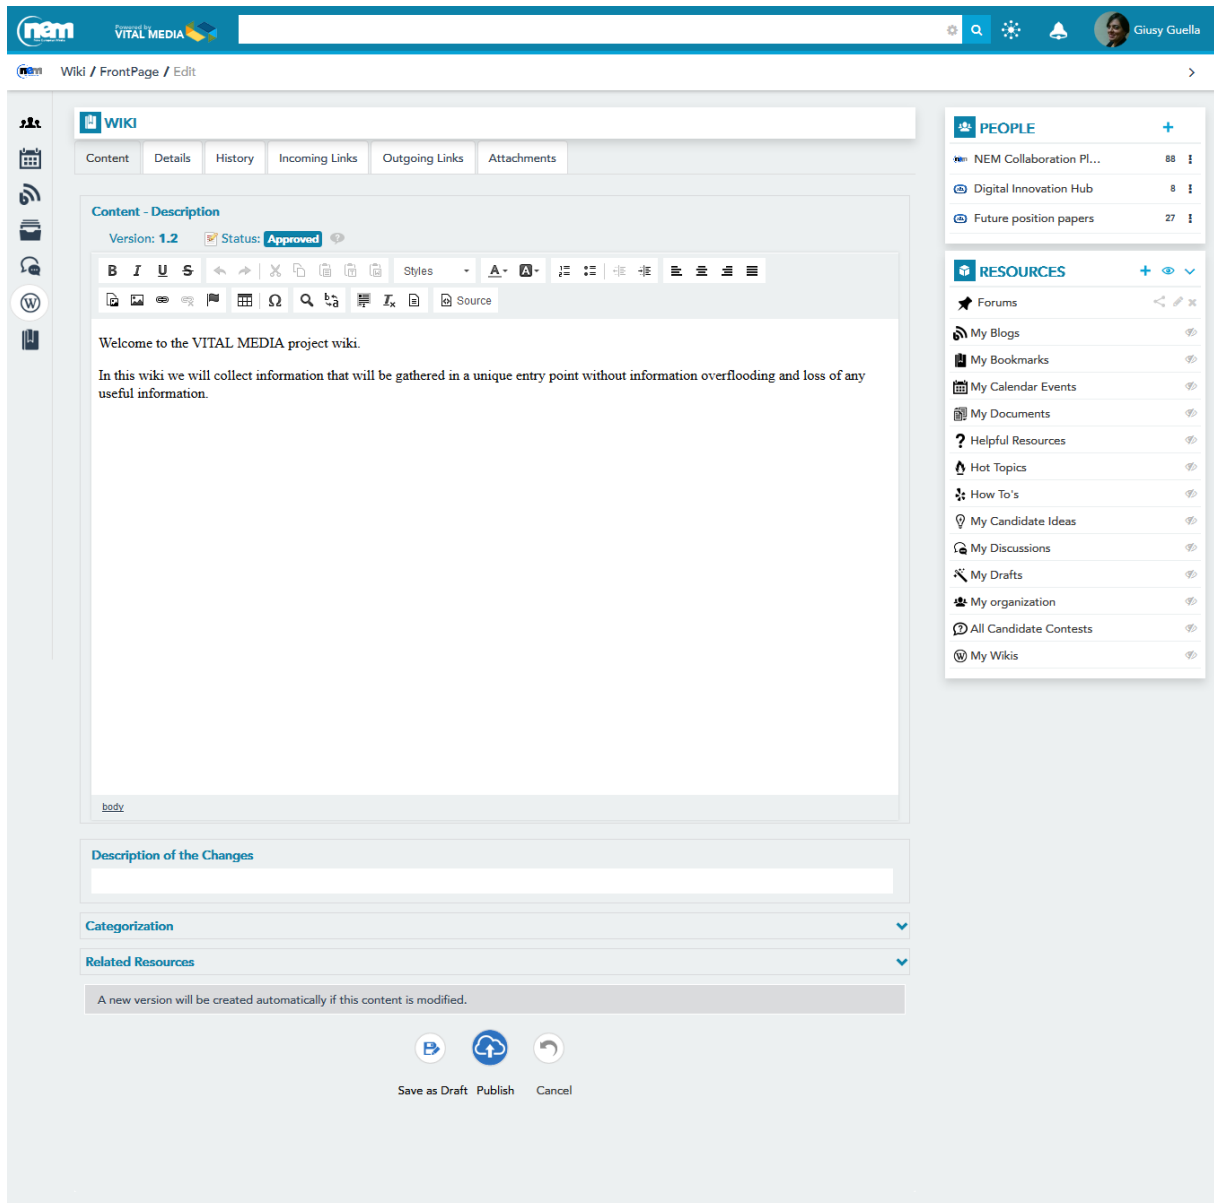 nem
Powered by
VITAL MEDIA
Giusy Guella
nem Wiki / FrontPage / Edit
WIKI
Content Details History Incoming Links Outgoing Links Attachments
Content - Description
Version: 1.2 Status: Approved
B I U S Styles A A
Ω Source
Welcome to the VITAL MEDIA project wiki.
In this wiki we will collect information that will be gathered in a unique entry point without information overflooding and loss of any
useful information.
body
Description of the Changes
Categorization
Related Resources
A new version will be created automatically if this content is modified.
Save as Draft Publish Cancel
PEOPLE
nem NEM Collaboration Pl... 88
Digital Innovation Hub 8
Future position papers 27
RESOURCES
Forums
My Blogs
My Bookmarks
My Calendar Events
My Documents
Helpful Resources
Hot Topics
How To's
My Candidate Ideas
My Discussions
My Drafts
My organization
All Candidate Contests
My Wikis